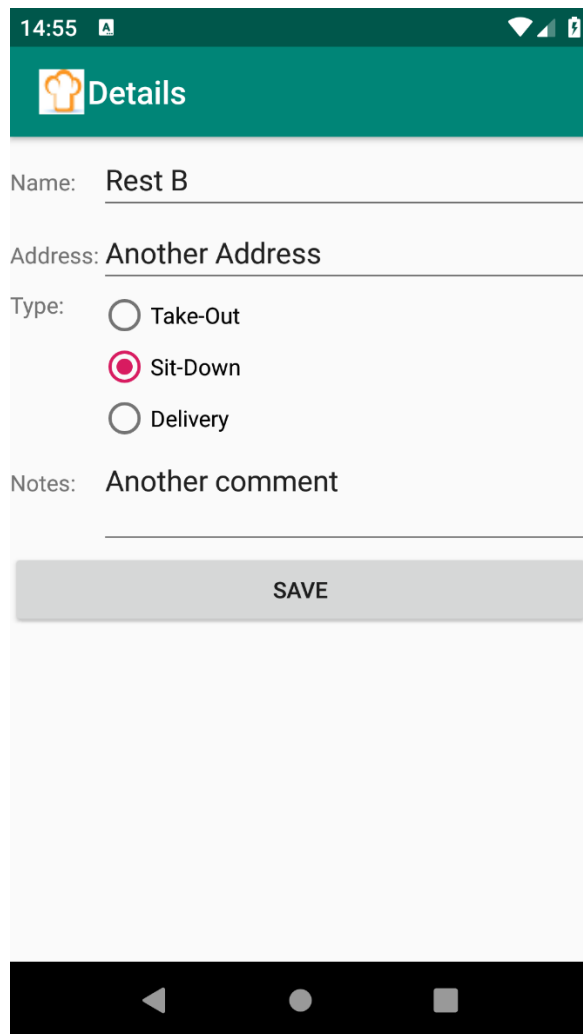 14:55 A
Details
Name: Rest B
Address: Another Address
Type: Take-Out
Sit-Down
Delivery
Notes: Another comment
SAVE